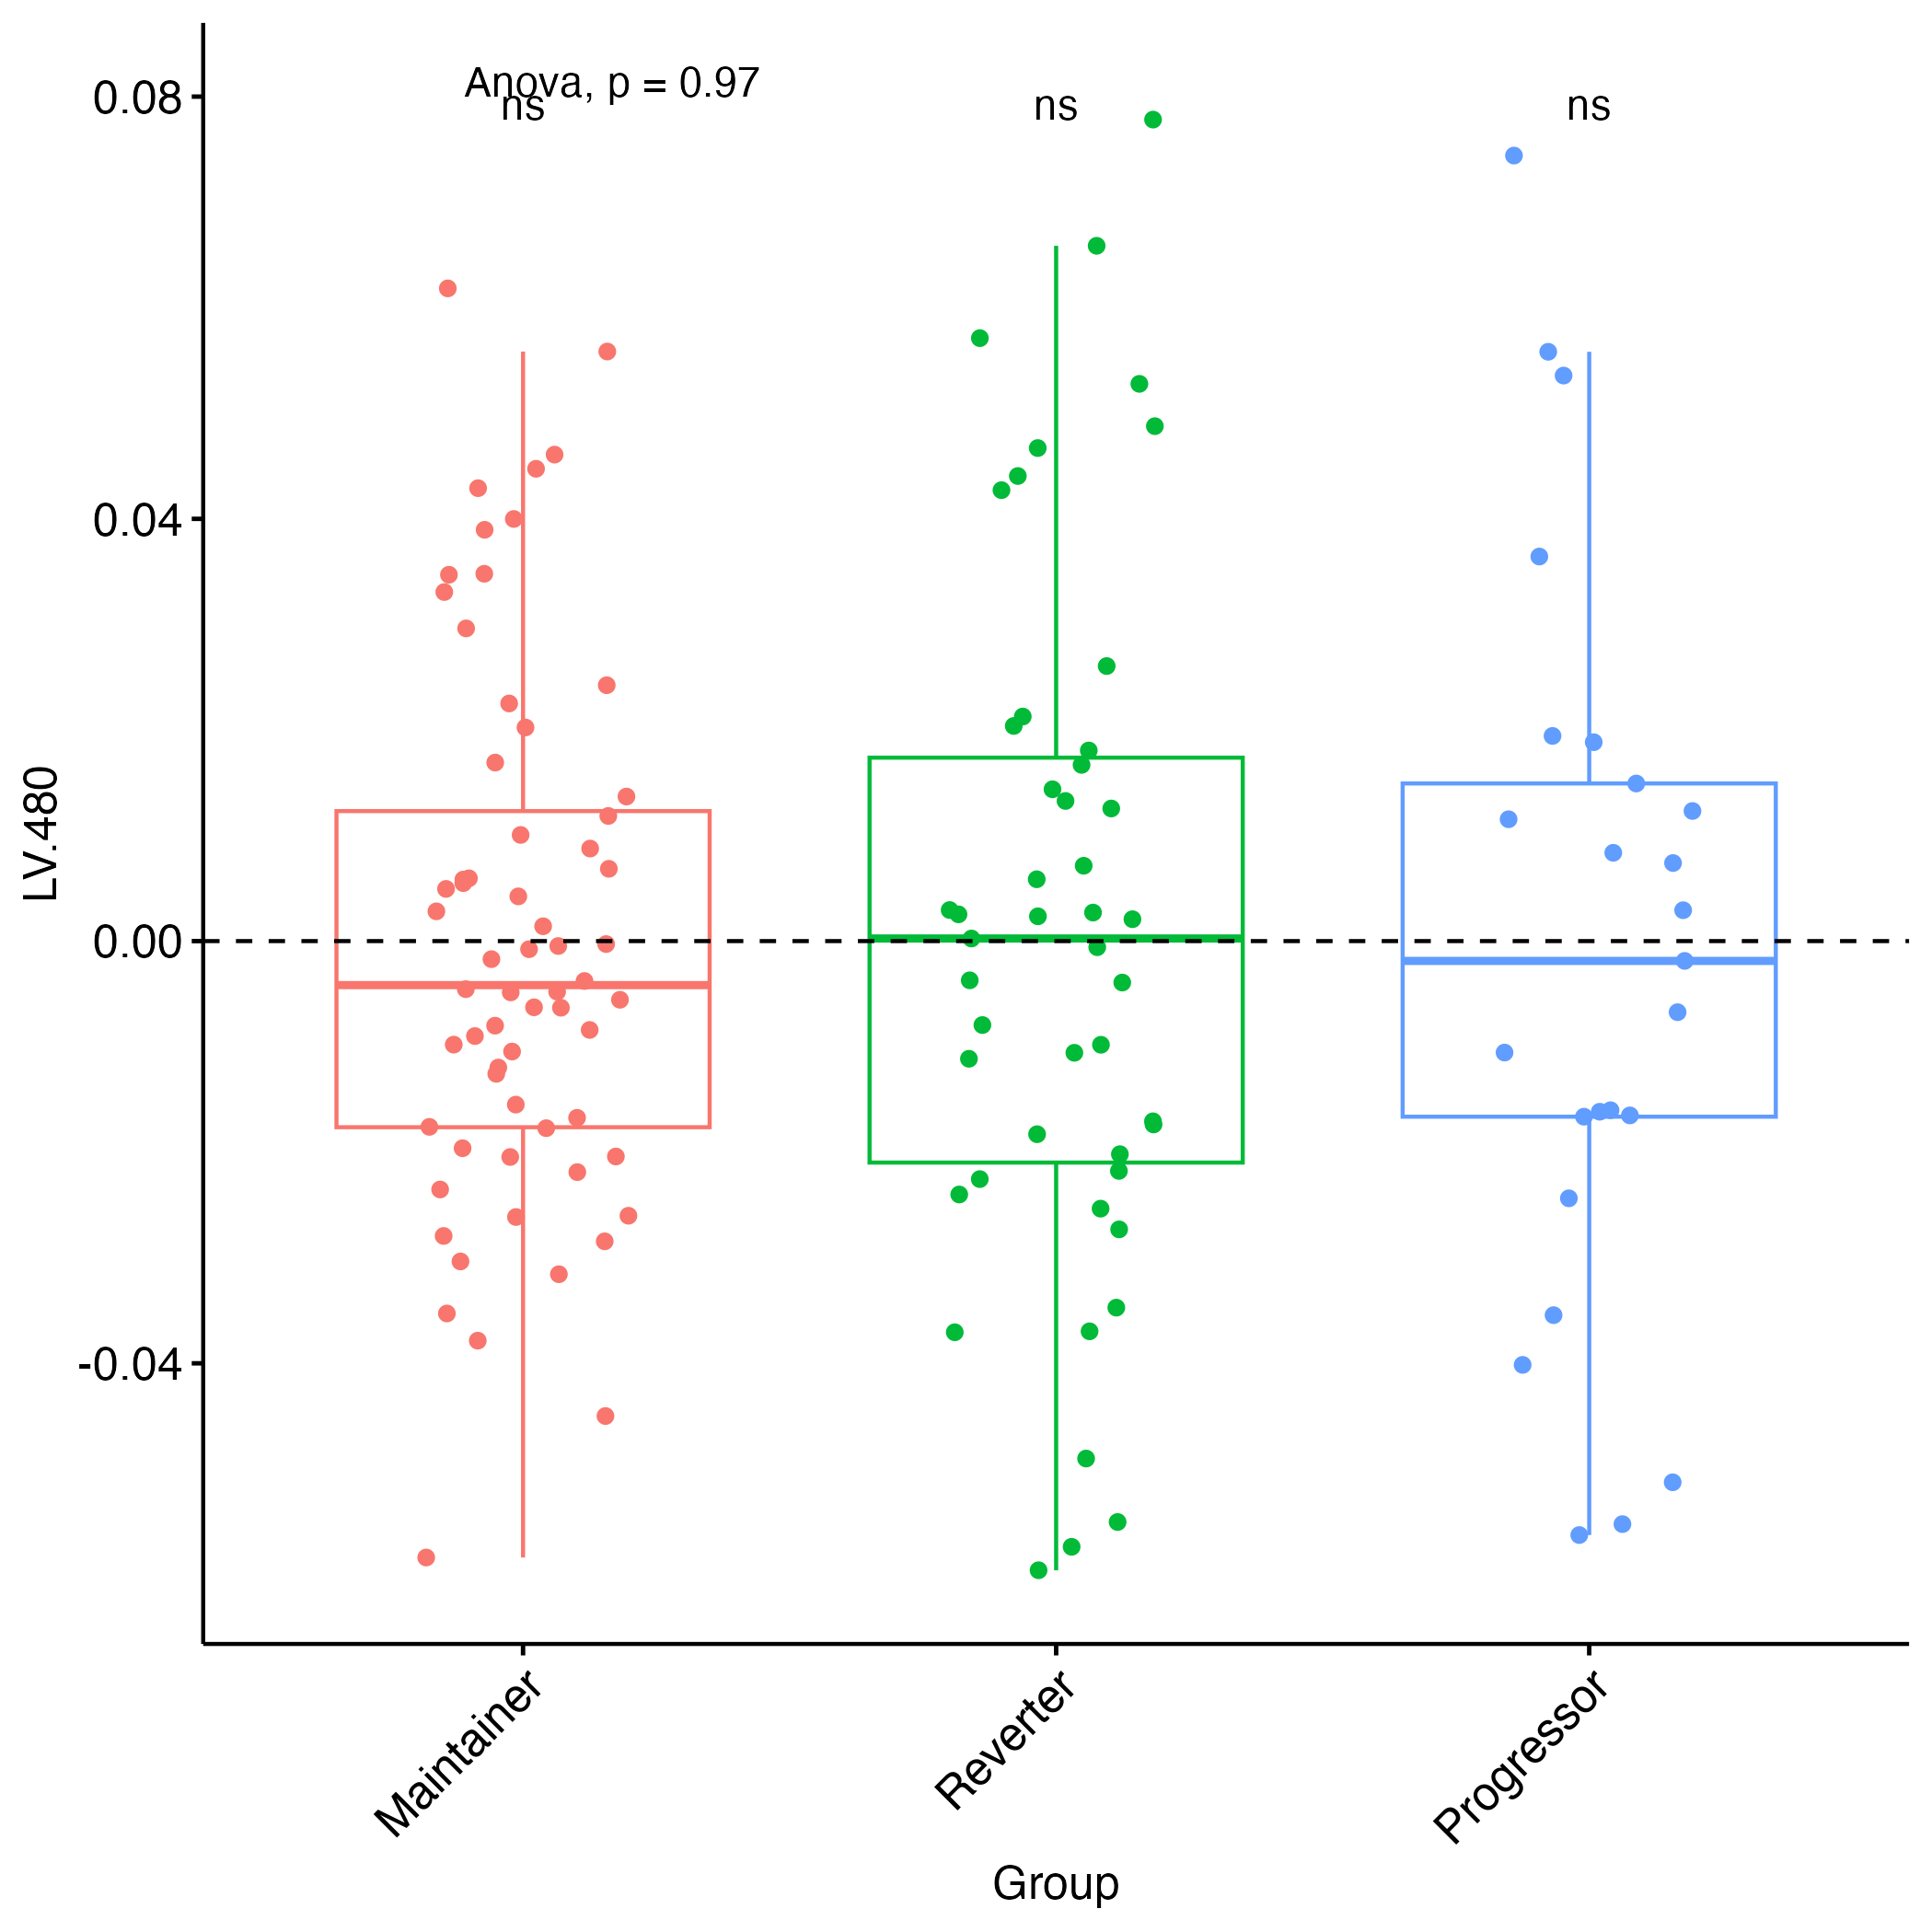 Anova, p = 0.97
ns
ns
ns
0.08
0.04
0.00
-0.04
LV.480
Maintainer
Reverter
Progressor
Group